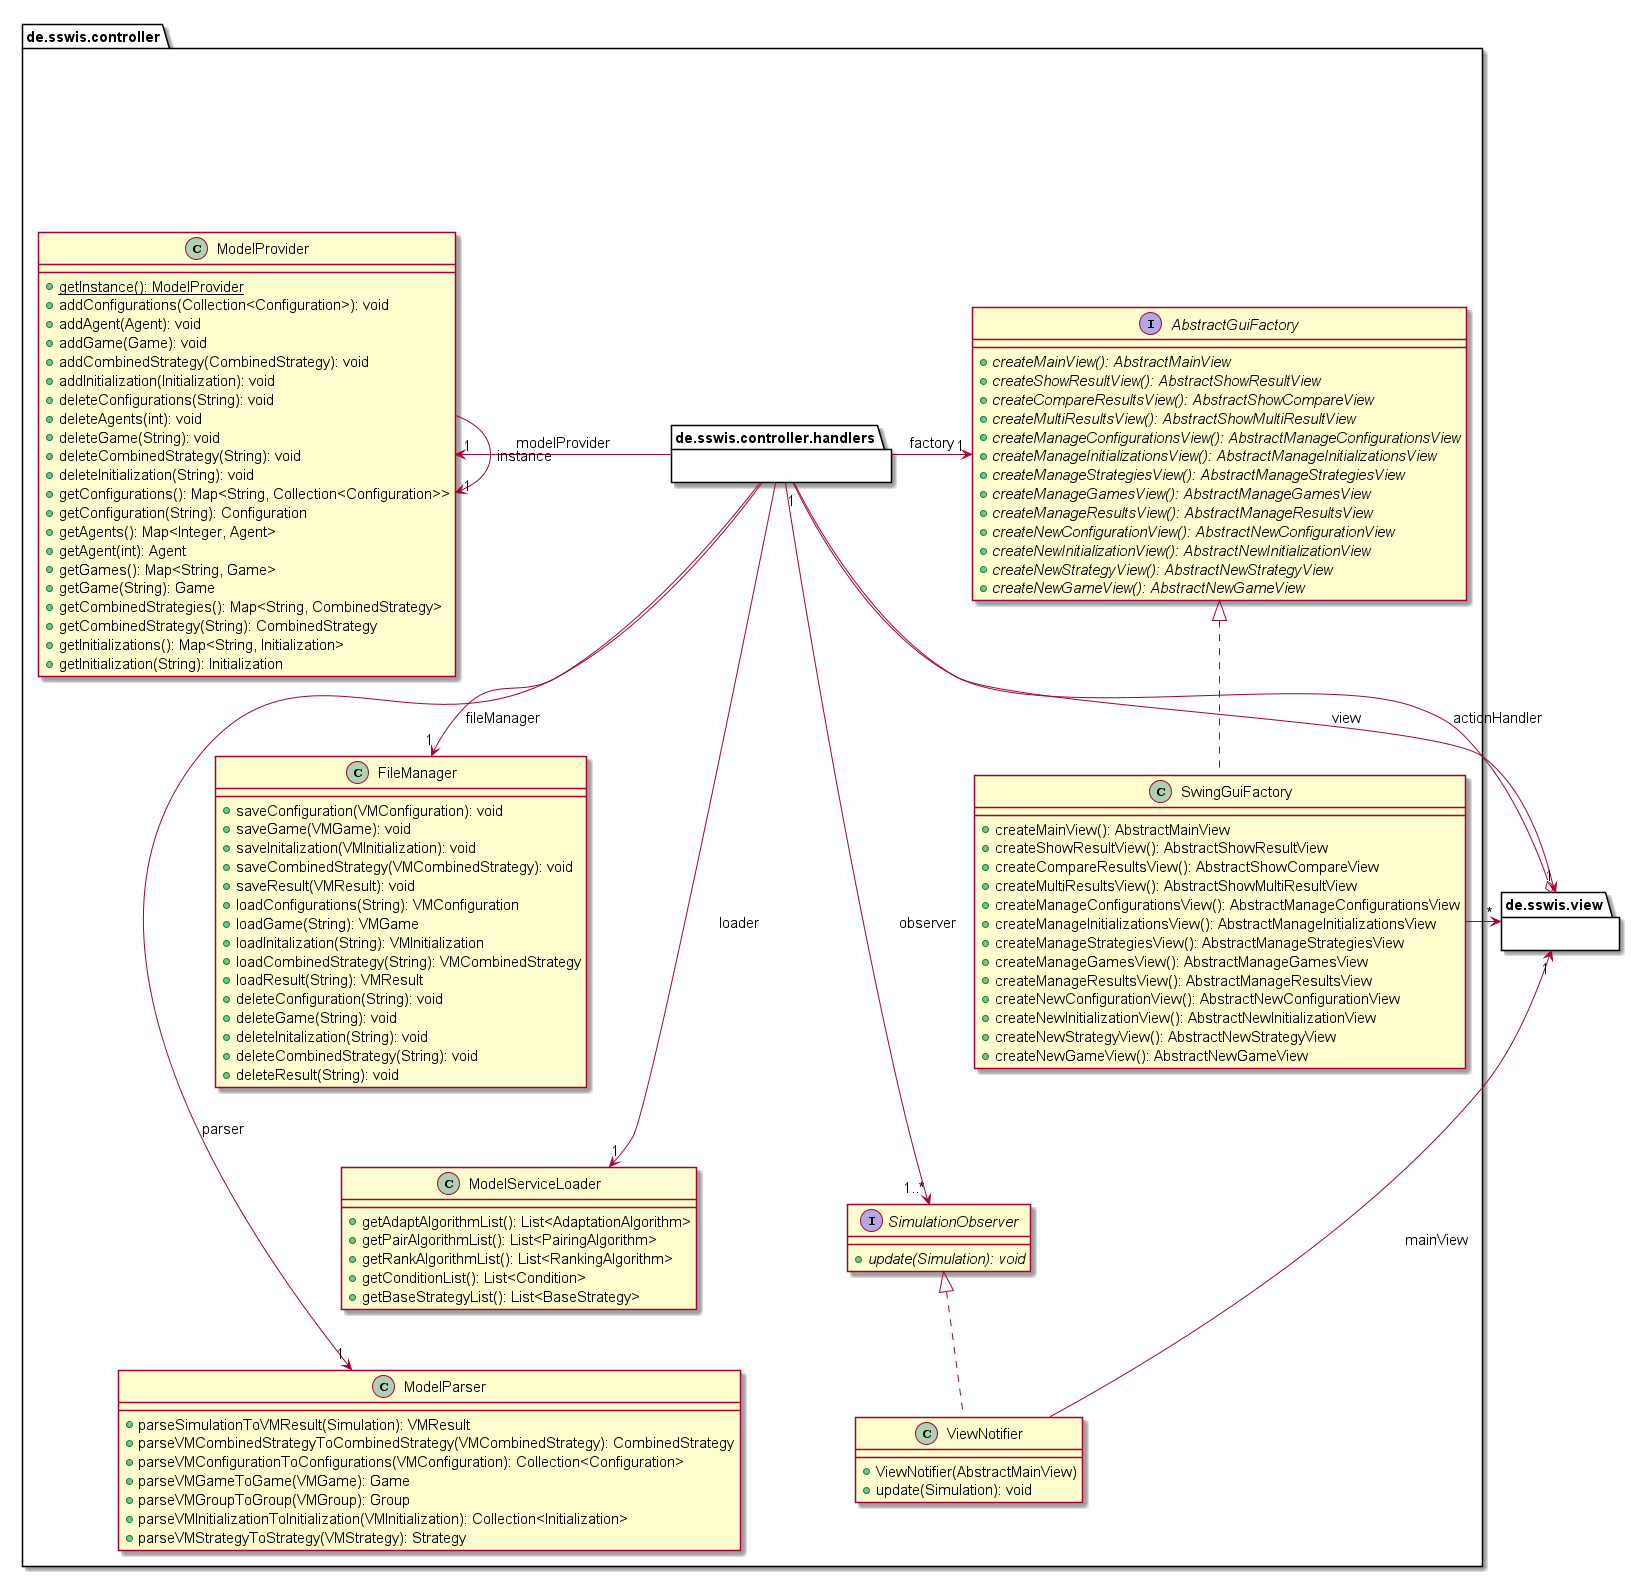 de.sswis.controller
C ModelProvider
getInstance(): ModelProvider
addConfigurations(Collection<Configuration>): void
addAgent(Agent): void
addGame(Game): void
addCombinedStrategy(CombinedStrategy): void
addInitialization(Initialization): void
deleteConfigurations(String): void
deleteAgents(int): void
deleteGame(String): void
deleteCombinedStrategy(String): void
deleteInitialization(String): void
getConfigurations(): Map<String, Collection<Configuration>>
getConfiguration(String): Configuration
getAgents(): Map<Integer, Agent>
getAgent(int): Agent
getGames(): Map<String, Game>
getGame(String): Game
getCombinedStrategies(): Map<String, CombinedStrategy>
getCombinedStrategy(String): CombinedStrategy
getInitializations(): Map<String, Initialization>
getInitialization(String): Initialization
1
modelProvider
instance
1
de.sswis.controller.handlers
factory
1
1
I AbstractGuiFactory
createMainView(): AbstractMainView
createShowResultView(): AbstractShowResultView
createCompareResultsView(): AbstractShowCompareView
createMultiResultsView(): AbstractShowMultiResultView
createManageConfigurationsView(): AbstractManageConfigurationsView
createManageInitializationsView(): AbstractManageInitializationsView
createManageStrategiesView(): AbstractManageStrategiesView
createManageGamesView(): AbstractManageGamesView
createManageResultsView(): AbstractManageResultsView
createNewConfigurationView(): AbstractNewConfigurationView
createNewInitializationView(): AbstractNewInitializationView
createNewStrategyView(): AbstractNewStrategyView
createNewGameView(): AbstractNewGameView
fileManager
1
view
actionHandler
C FileManager
saveConfiguration(VMConfiguration): void
saveGame(VMGame): void
saveInitalization(VMInitialization): void
saveCombinedStrategy(VMCombinedStrategy): void
saveResult(VMResult): void
loadConfigurations(String): VMConfiguration
loadGame(String): VMGame
loadInitalization(String): VMInitialization
loadCombinedStrategy(String): VMCombinedStrategy
loadResult(String): VMResult
deleteConfiguration(String): void
deleteGame(String): void
deleteInitalization(String): void
deleteCombinedStrategy(String): void
deleteResult(String): void
loader
observer
C SwingGuiFactory
createMainView(): AbstractMainView
createShowResultView(): AbstractShowResultView
createCompareResultsView(): AbstractShowCompareView
createMultiResultsView(): AbstractShowMultiResultView
createManageConfigurationsView(): AbstractManageConfigurationsView
createManageInitializationsView(): AbstractManageInitializationsView
createManageStrategiesView(): AbstractManageStrategiesView
createManageGamesView(): AbstractManageGamesView
createManageResultsView(): AbstractManageResultsView
createNewConfigurationView(): AbstractNewConfigurationView
createNewInitializationView(): AbstractNewInitializationView
createNewStrategyView(): AbstractNewStrategyView
createNewGameView(): AbstractNewGameView
1
*
de.sswis.view
1
parser
1
C ModelServiceLoader
getAdaptAlgorithmList(): List<AdaptationAlgorithm>
getPairAlgorithmList(): List<PairingAlgorithm>
getRankAlgorithmList(): List<RankingAlgorithm>
getConditionList(): List<Condition>
getBaseStrategyList(): List<BaseStrategy>
1..*
I SimulationObserver
update(Simulation): void
mainView
1
C ModelParser
parseSimulationToVMResult(Simulation): VMResult
parseVMCombinedStrategyToCombinedStrategy(VMCombinedStrategy): CombinedStrategy
parseVMConfigurationToConfigurations(VMConfiguration): Collection<Configuration>
parseVMGameToGame(VMGame): Game
parseVMGroupToGroup(VMGroup): Group
parseVMInitializationToInitialization(VMInitialization): Collection<Initialization>
parseVMStrategyToStrategy(VMStrategy): Strategy
C ViewNotifier
ViewNotifier(AbstractMainView)
update(Simulation): void